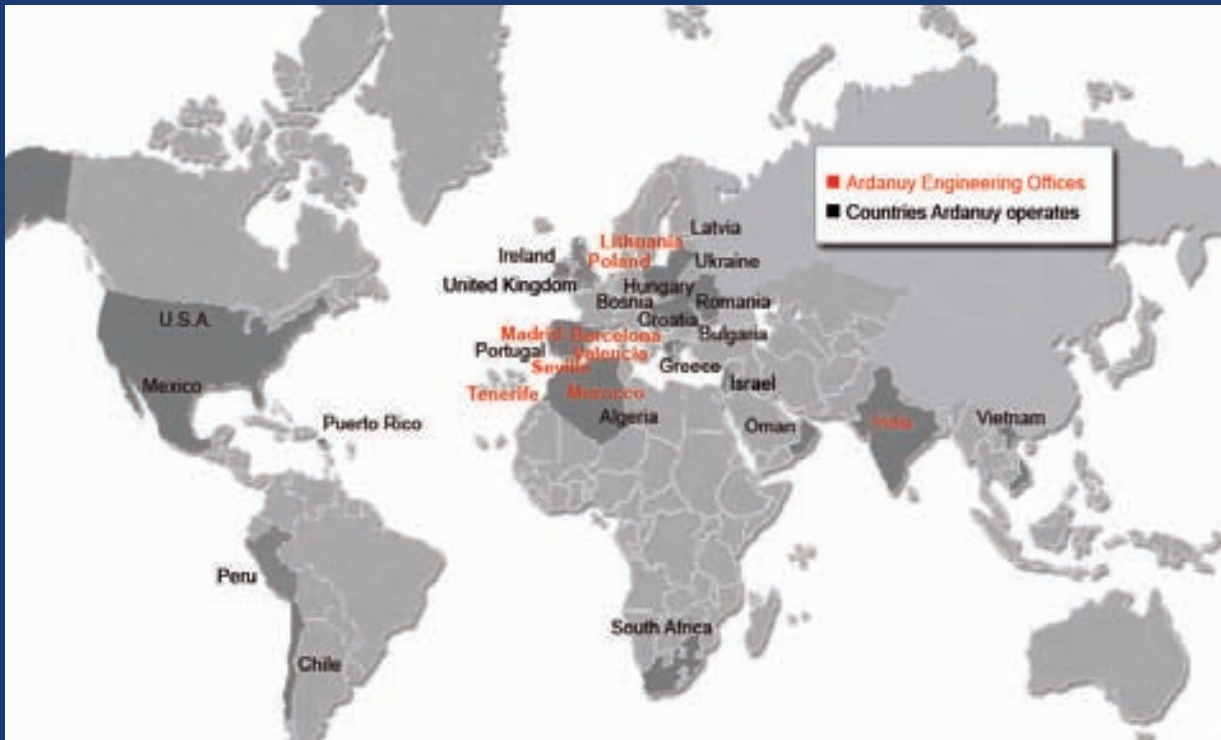 Ardanuy Engineering Offices
Countries Ardanuy operates
Latvia
Lithuania
Ireland
Poland
Ukraine
United Kingdom
Hungary
Bosnia
Romania
Croatia
U.S.A.
Madrid
Barcelona
Bulgaria
Portugal
Valencia
Seville
Greece
Mexico
Israel
Tenerife
Morocco
Algeria
Puerto Rico
Oman
India
Vietnam
Peru
South Africa
Chile